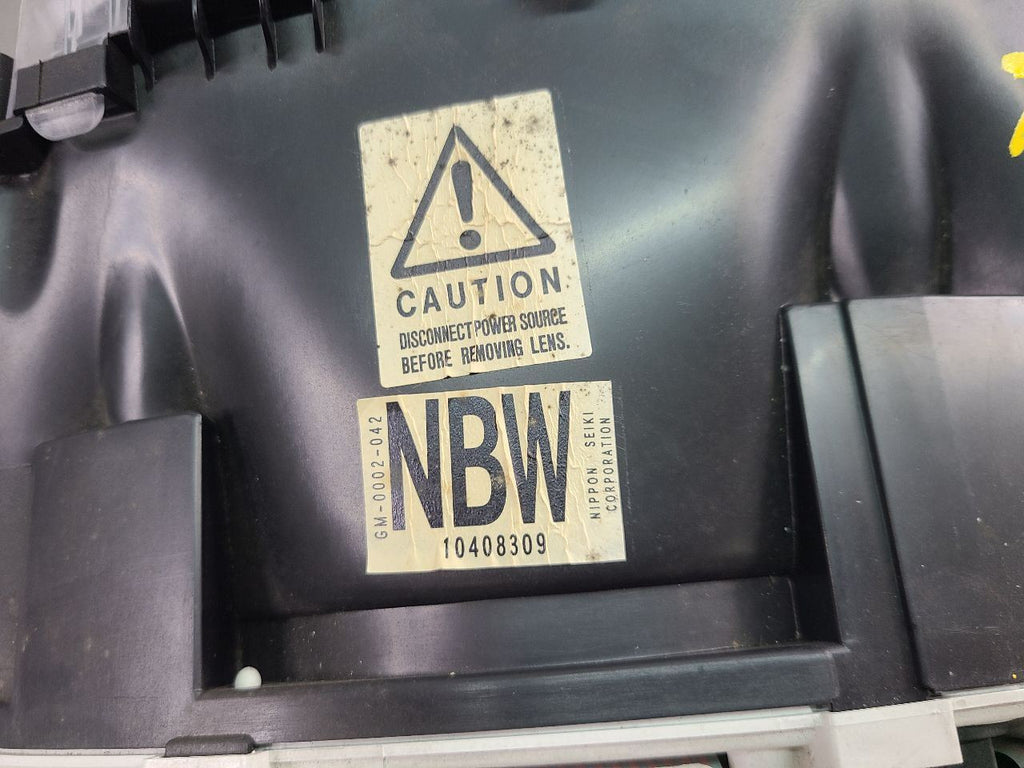 CAUTION
DISCONNECT POWER SOURCE
BEFORE REMOVING LENS.
GM-0002-042
NBW
10408309
NIPPON SEIKI
CORPORATION